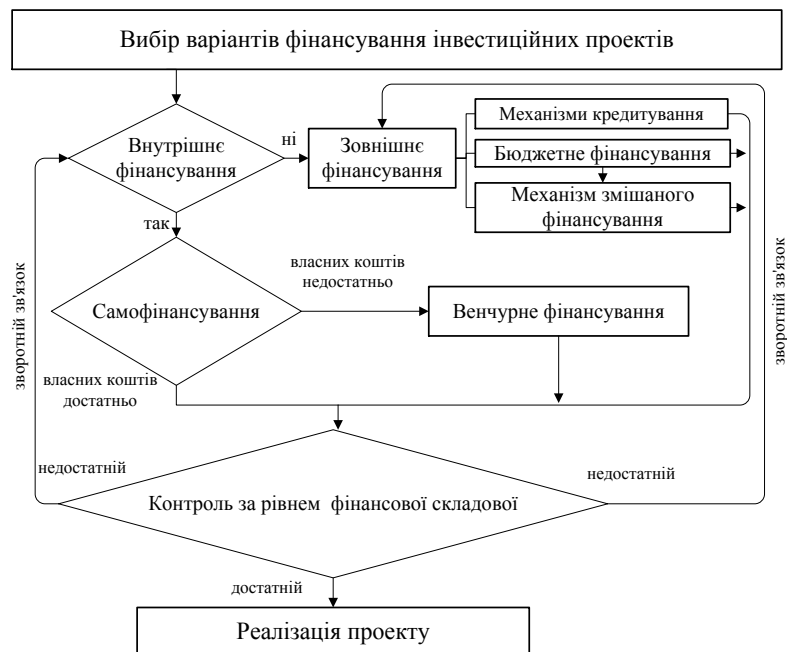 Вибір варіантів фінансування інвестиційних проектів
Внутрішнє
фінансування
ні
Зовнішнє
фінансування
Механізми кредитування
Бюджетне фінансування
Механізм змішаного
фінансування
так
Самофінансування
власних коштів
недостатньо
Венчурне фінансування
зворотній зв'язок
зворотній зв'язок
власних коштів
достатньо
недостатній
недостатній
Контроль за рівнем фінансової складової
достатній
Реалізація проекту